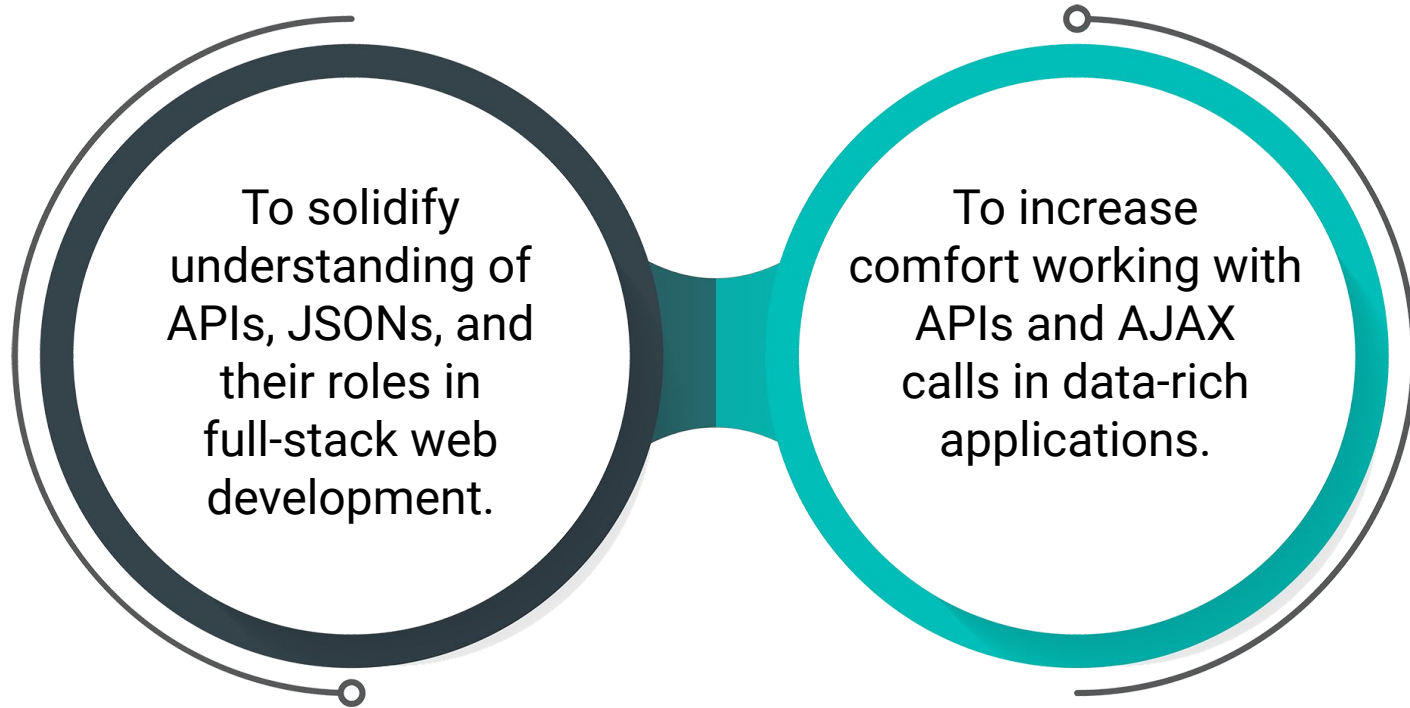 To solidify
understanding of
APIs, JSONs, and
their roles in
full-stack web
development.
To increase
comfort working with
APIs and AJAX
calls in data-rich
applications.